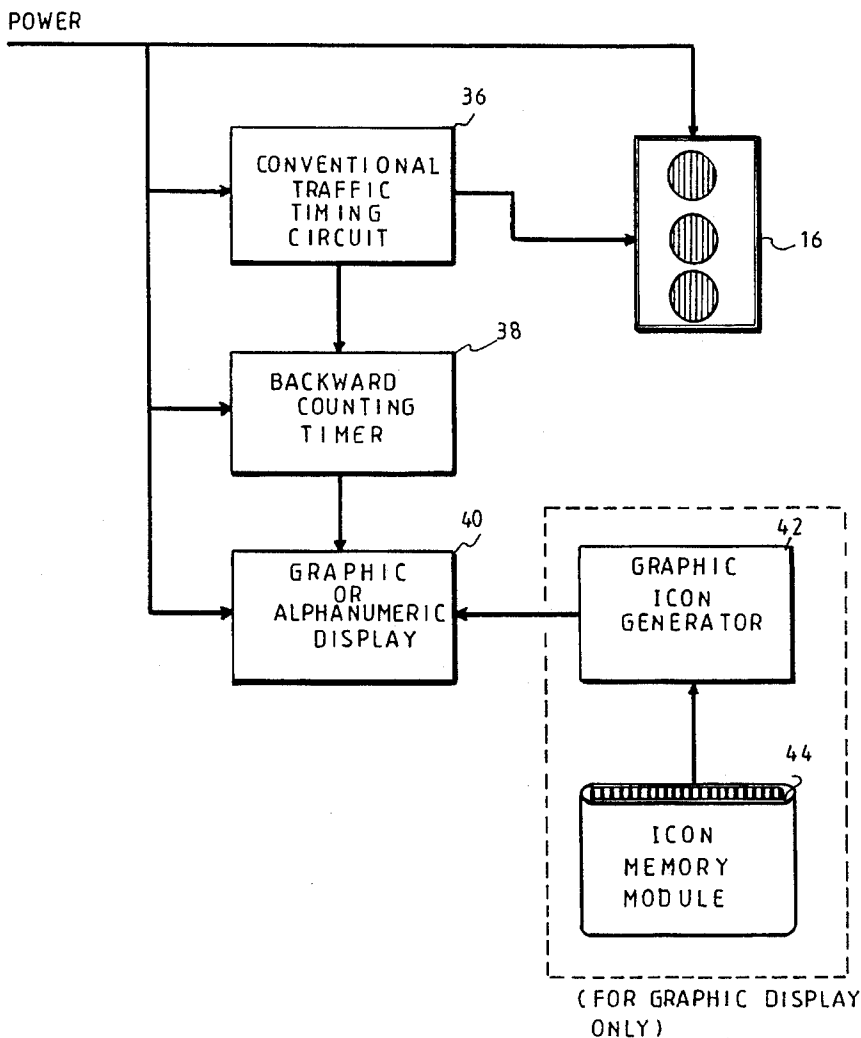 POWER
36
CONVENTIONAL
TRAFFIC
TIMING
CIRCUIT
16
38
BACKWARD
COUNTING
TIMER
40
GRAPHIC
OR
ALPHANUMERIC
DISPLAY
42
GRAPHIC
ICON
GENERATOR
44
ICON
MEMORY
MODULE
(FOR GRAPHIC DISPLAY
ONLY)